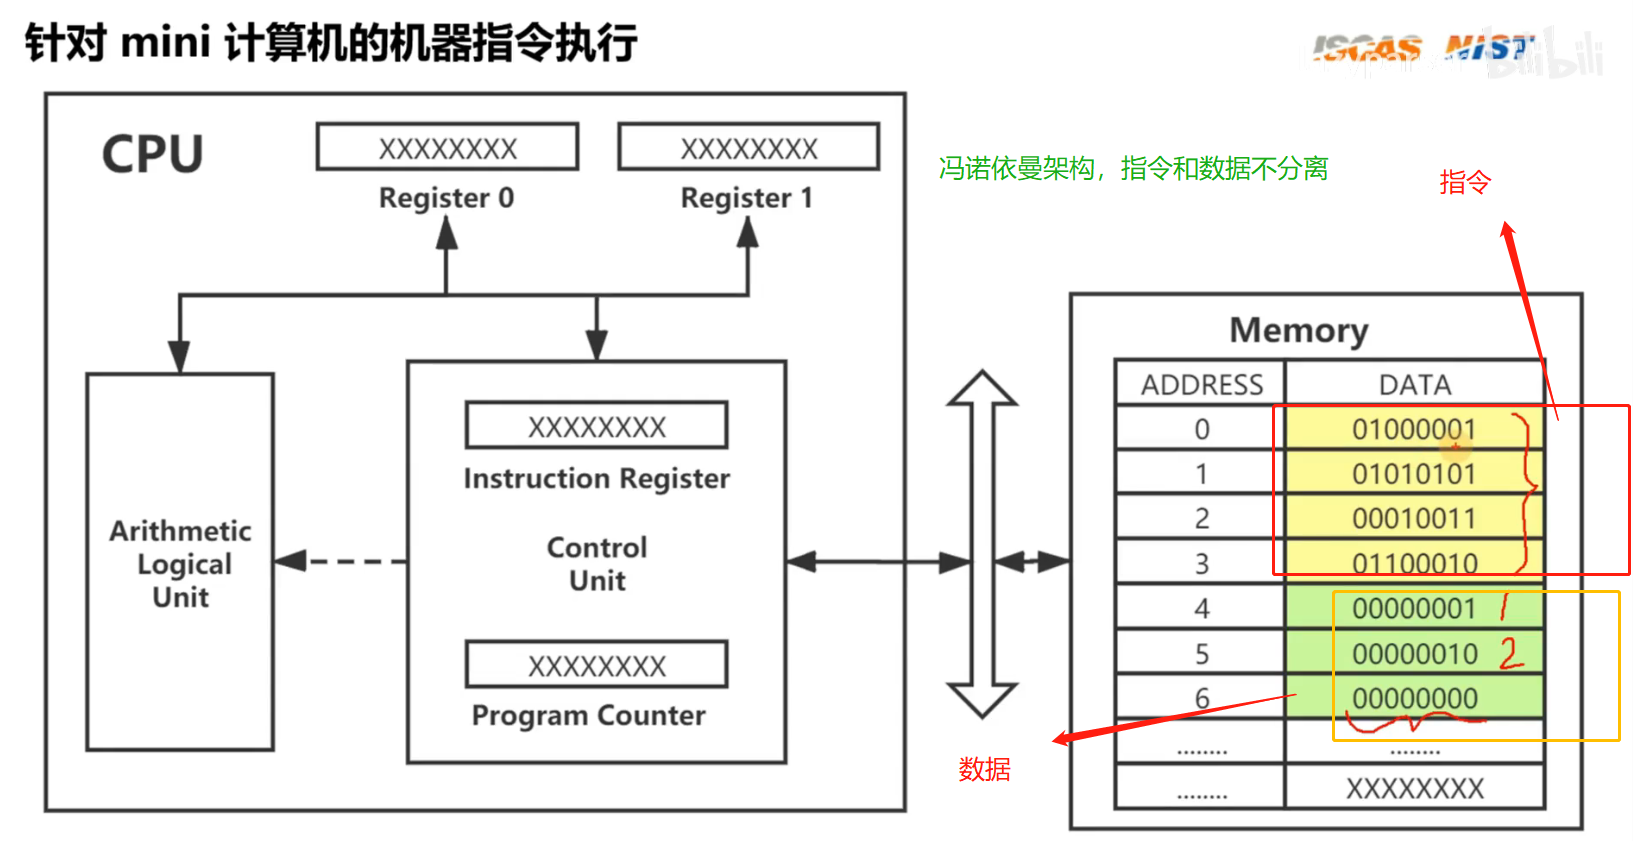 针对 mini 计算机的机器指令执行
ISCAS NIST
bilibili
CPU
XXXXXXXX
XXXXXXXX
Register 0
Register 1
冯诺依曼架构，指令和数据不分离
指令
Memory
ADDRESS DATA
0 01000001
1 01010101
2 00010011
3 01100010
4 00000001 1
5 00000010 2
6 00000000
........ ........
........ XXXXXXXX
XXXXXXXX
Instruction Register
Control
Unit
XXXXXXXX
Program Counter
Arithmetic
Logical
Unit
数据